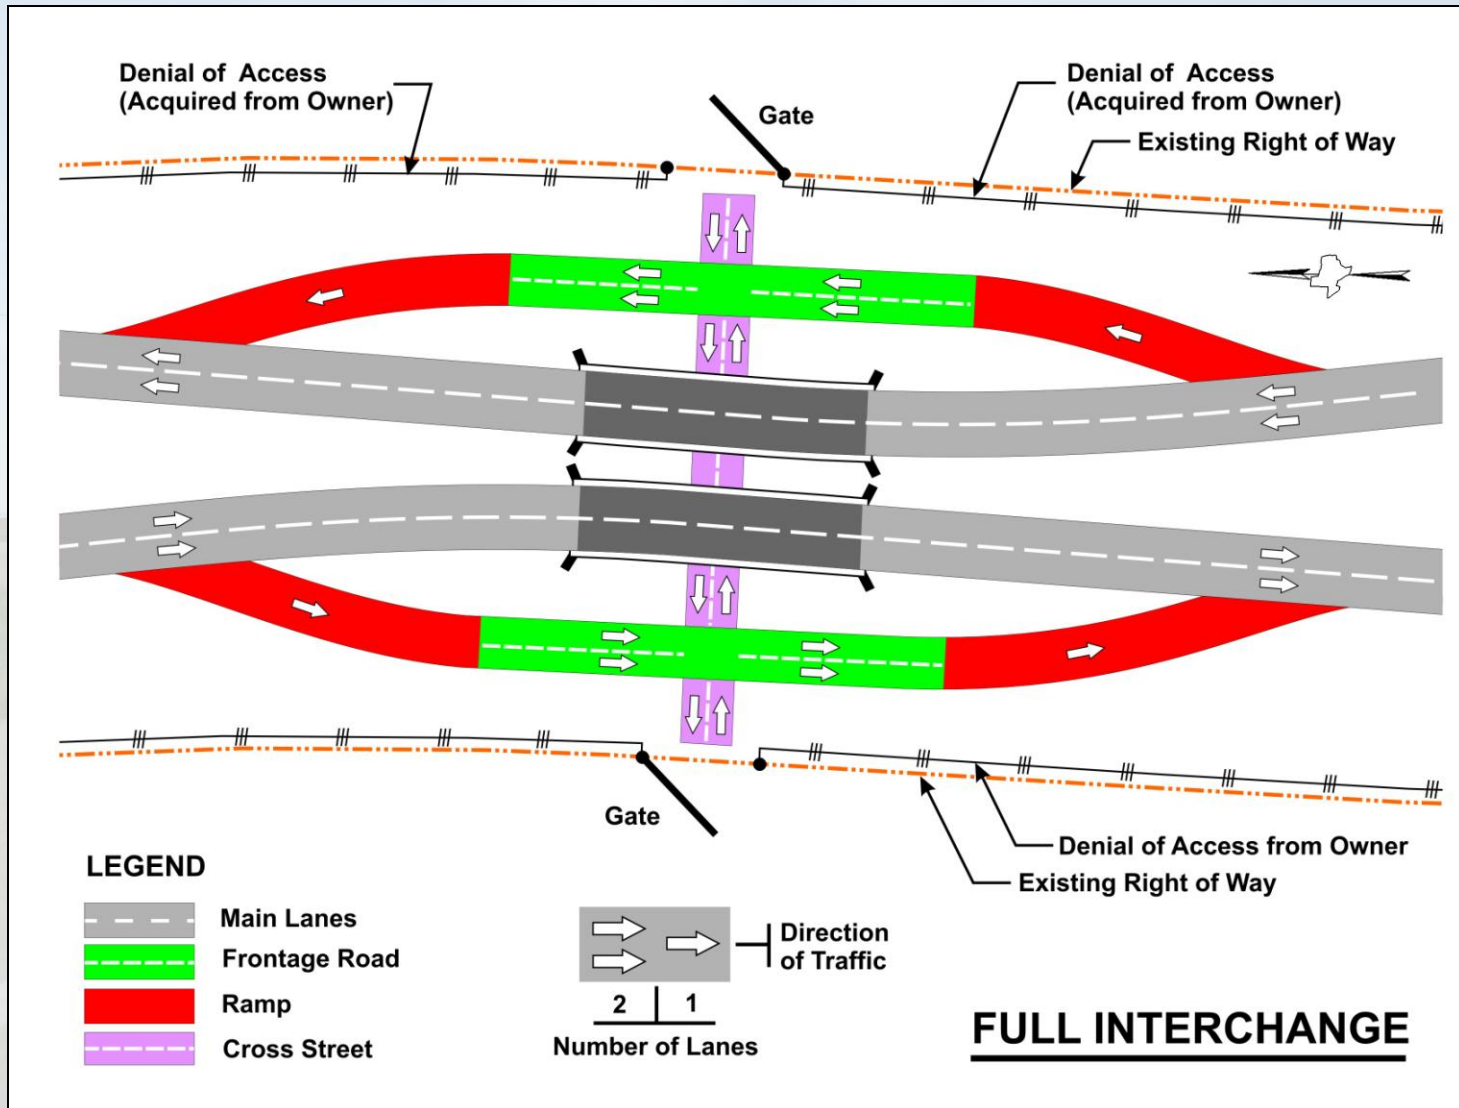 Denial of Access
(Acquired from Owner)
Gate
Denial of Access
(Acquired from Owner)
Existing Right of Way
Gate
Denial of Access from Owner
Existing Right of Way
LEGEND
Main Lanes
Frontage Road
Ramp
Cross Street
Direction
of Traffic
2 1
Number of Lanes
FULL INTERCHANGE